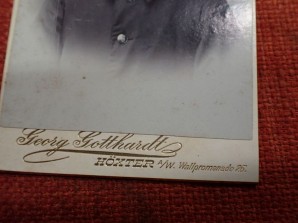 Georg Gotthardt
HÖXTER a/W. Wallpromenade 25.